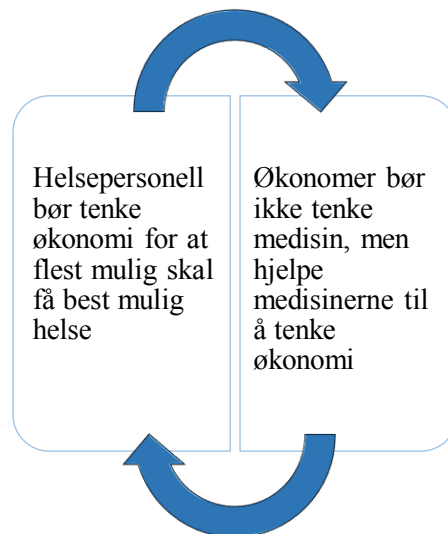 Helsepersonell
bør tenke
økonomi for at
flest mulig skal
få best mulig
helse
Økonomer bør
ikke tenke
medisin, men
hjelpe
medisinerne til
å tenke
økonomi